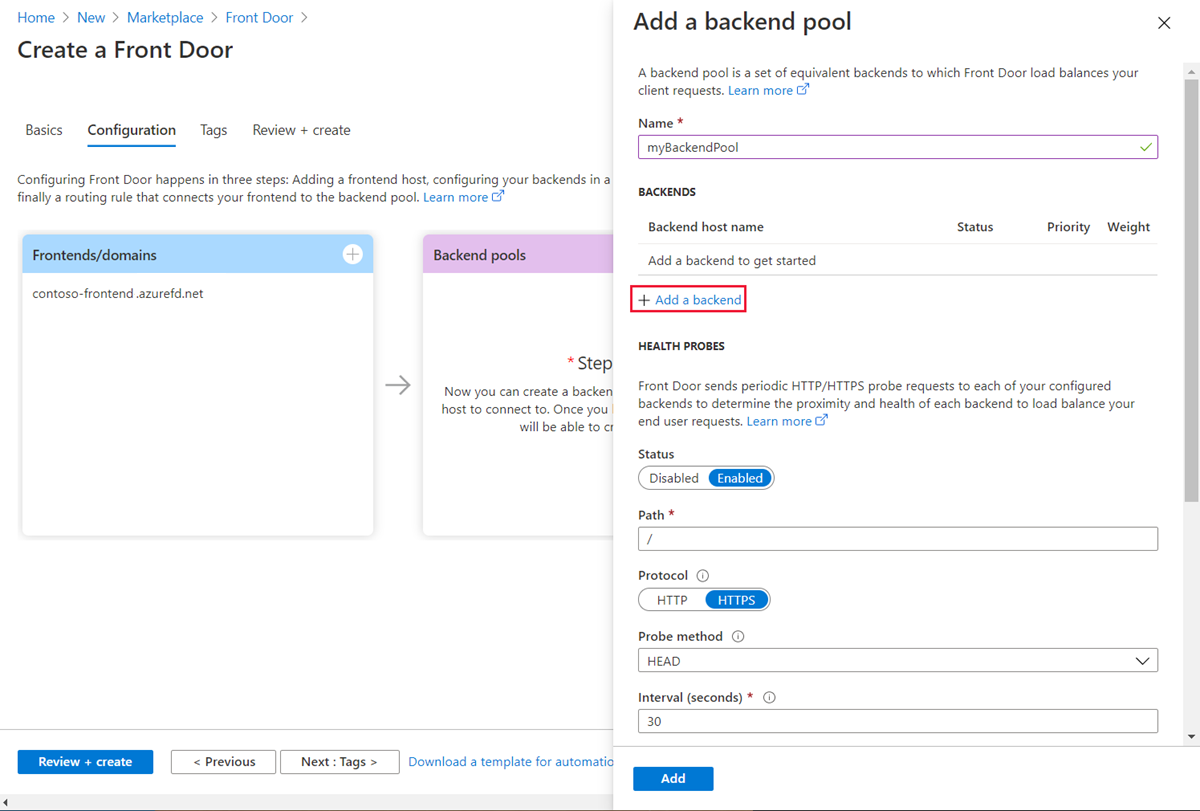 Home > New > Marketplace > Front Door >
Create a Front Door
Basics Configuration Tags Review + create
Configuring Front Door happens in three steps: Adding a frontend host, configuring your backends in a
finally a routing rule that connects your frontend to the backend pool. Learn more
Frontends/domains
contoso-frontend.azurefd.net
Backend pools
* Step
Now you can create a backen
host to connect to. Once you
will be able to cr
Review + create < Previous Next : Tags > Download a template for automatio
Add a backend pool
A backend pool is a set of equivalent backends to which Front Door load balances your
client requests. Learn more
Name *
myBackendPool
BACKENDS
Backend host name Status Priority Weight
Add a backend to get started
+ Add a backend
HEALTH PROBES
Front Door sends periodic HTTP/HTTPS probe requests to each of your configured
backends to determine the proximity and health of each backend to load balance your
end user requests. Learn more
Status
Disabled Enabled
Path *
/
Protocol
HTTP HTTPS
Probe method
HEAD
Interval (seconds) *
30
Add